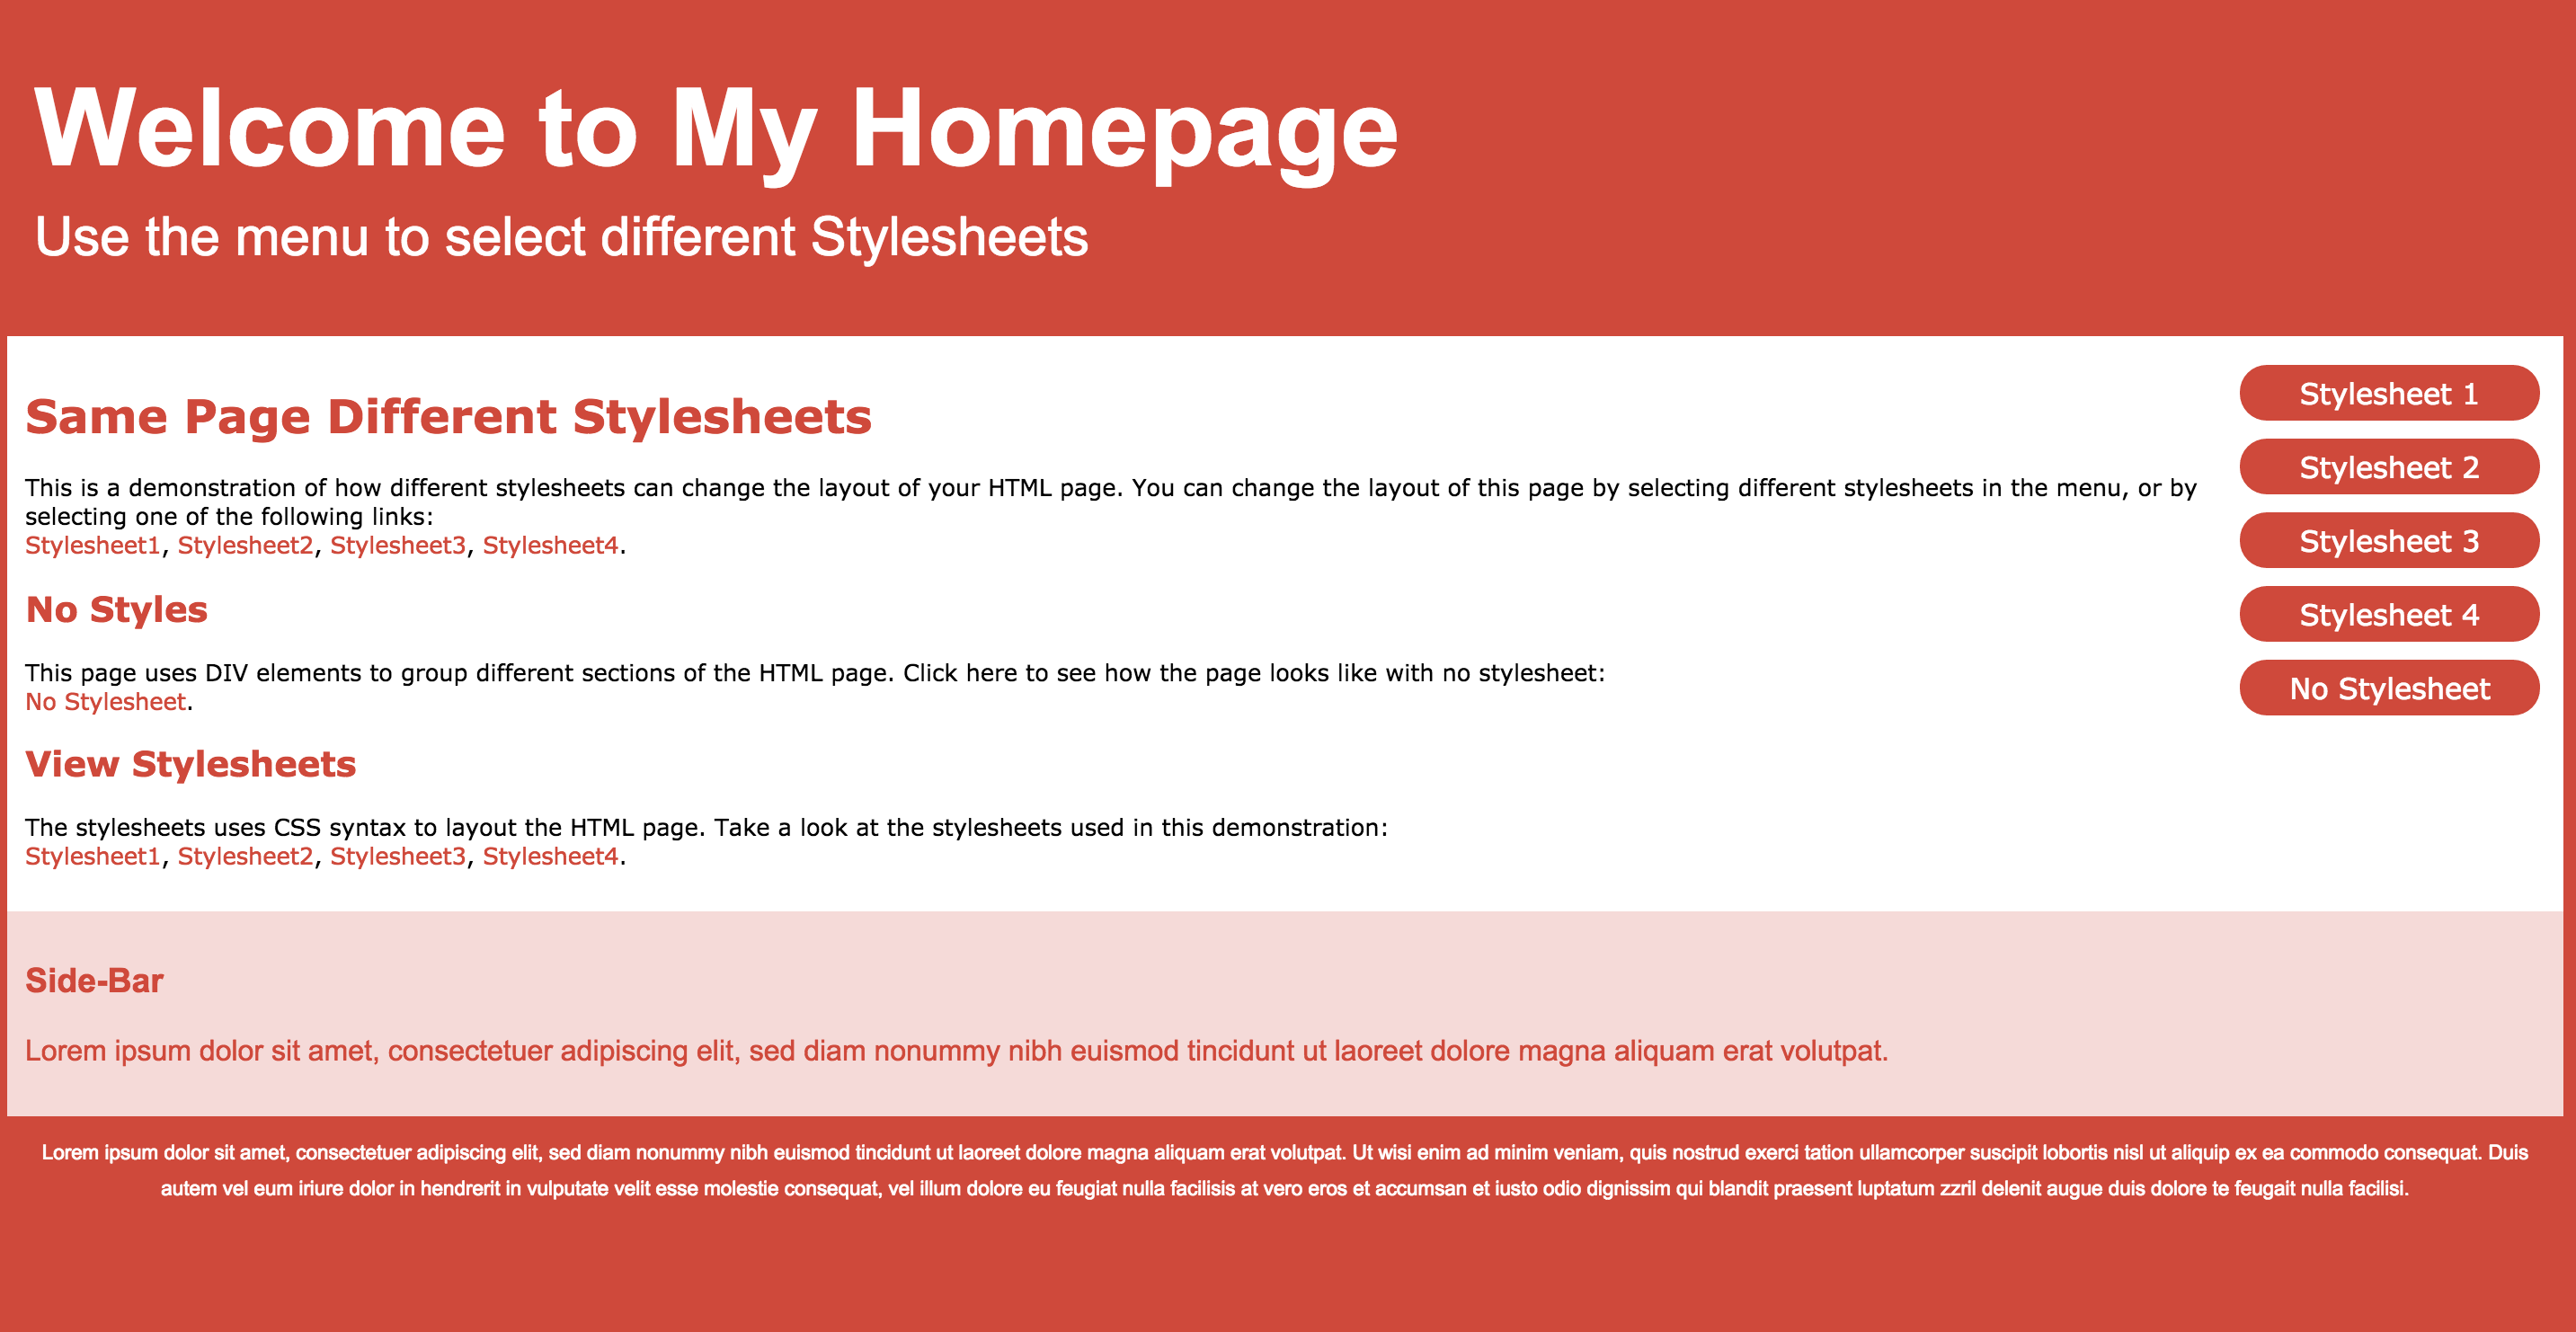 Welcome to My Homepage
Use the menu to select different Stylesheets
Same Page Different Stylesheets
This is a demonstration of how different stylesheets can change the layout of your HTML page. You can change the layout of this page by selecting different stylesheets in the menu, or by
selecting one of the following links:
Stylesheet1, Stylesheet2, Stylesheet3, Stylesheet4.
No Styles
This page uses DIV elements to group different sections of the HTML page. Click here to see how the page looks like with no stylesheet:
No Stylesheet.
View Stylesheets
The stylesheets uses CSS syntax to layout the HTML page. Take a look at the stylesheets used in this demonstration:
Stylesheet1, Stylesheet2, Stylesheet3, Stylesheet4.
Stylesheet 1
Stylesheet 2
Stylesheet 3
Stylesheet 4
No Stylesheet
Side-Bar
Lorem ipsum dolor sit amet, consectetuer adipiscing elit, sed diam nonummy nibh euismod tincidunt ut laoreet dolore magna aliquam erat volutpat.
Lorem ipsum dolor sit amet, consectetuer adipiscing elit, sed diam nonummy nibh euismod tincidunt ut laoreet dolore magna aliquam erat volutpat. Ut wisi enim ad minim veniam, quis nostrud exerci tation ullamcorper suscipit lobortis nisl ut aliquip ex ea commodo consequat. Duis
autem vel eum iriure dolor in hendrerit in vulputate velit esse molestie consequat, vel illum dolore eu feugiat nulla facilisis at vero eros et accumsan et iusto odio dignissim qui blandit praesent luptatum zzril delenit augue duis dolore te feugait nulla facilisi.